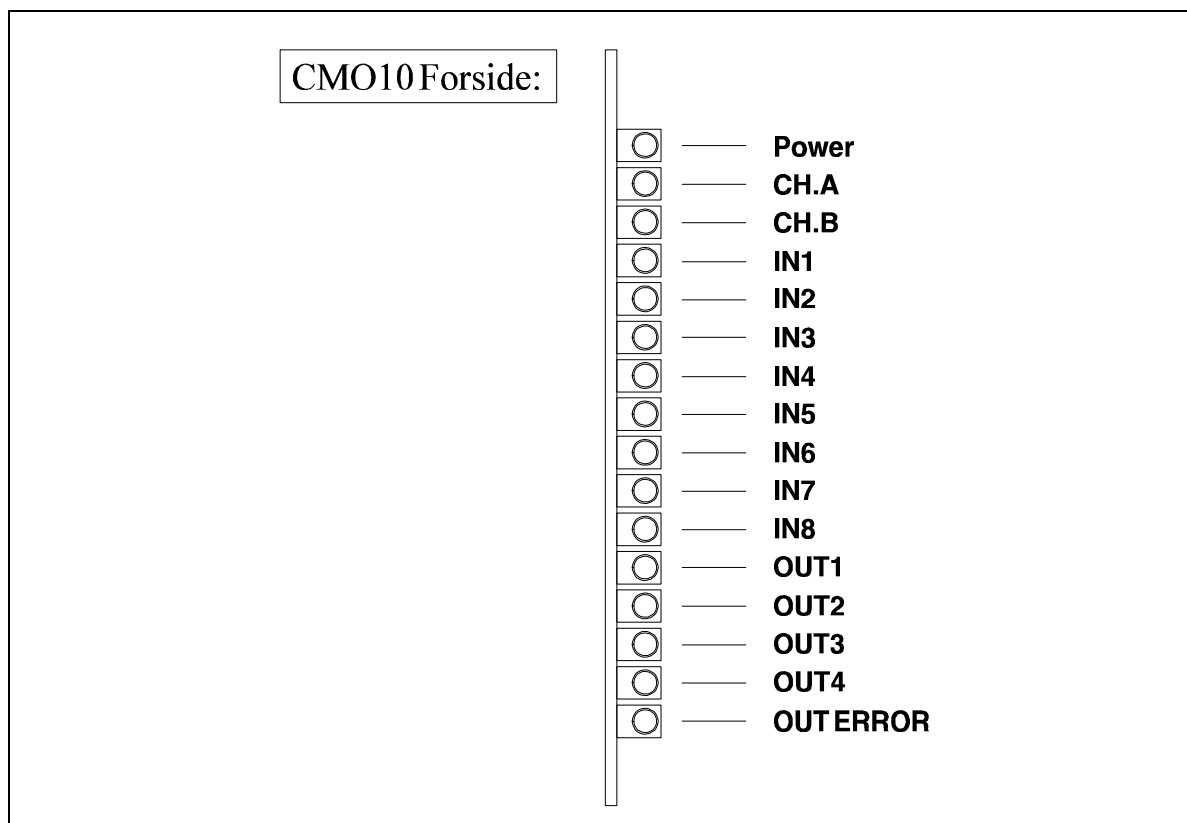 CMO10 Forside:
Power
CH.A
CH.B
IN1
IN2
IN3
IN4
IN5
IN6
IN7
IN8
OUT1
OUT2
OUT3
OUT4
OUT ERROR